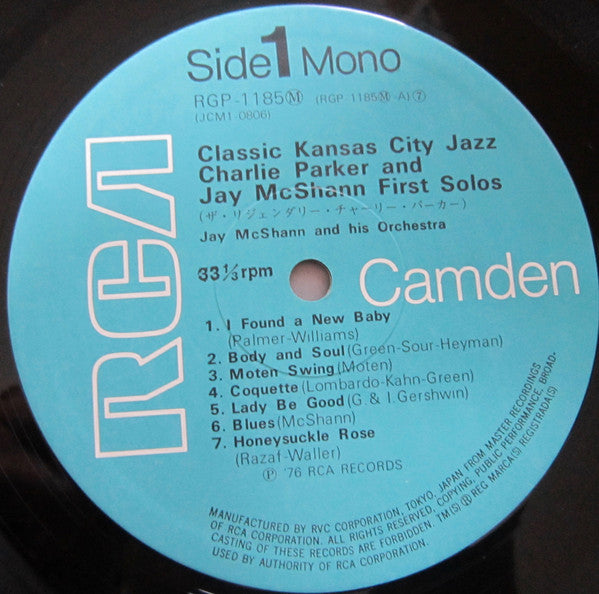 Side 1 Mono
RGP-1185Ⓜ (RGP-1185Ⓜ-A)⑦
(JCM1-0806)
Classic Kansas City Jazz
Charlie Parker and
Jay McShann First Solos
(ザ・リジェンダリー・チャーリー・パーカー)
Jay McShann and his Orchestra
33⅓rpm
RCA
Camden
1. I Found a New Baby
(Palmer-Williams)
2. Body and Soul(Green-Sour-Heyman)
3. Moten Swing(Moten)
4. Coquette(Lombardo-Kahn-Green)
5. Lady Be Good(G. & I. Gershwin)
6. Blues(McShann)
7. Honeysuckle Rose
(Razaf-Waller)
Ⓟ '76 RCA RECORDS
MANUFACTURED BY RVC CORPORATION, TOKYO, JAPAN FROM MASTER RECORDINGS
OF RCA CORPORATION. ALL RIGHTS RESERVED. COPYING, PUBLIC PERFORMANCE, BROAD-
CASTING OF THESE RECORDS ARE FORBIDDEN. TM(S)® REG MARCA(S) REGISTRADA(S)
USED BY AUTHORITY OF RCA CORPORATION.